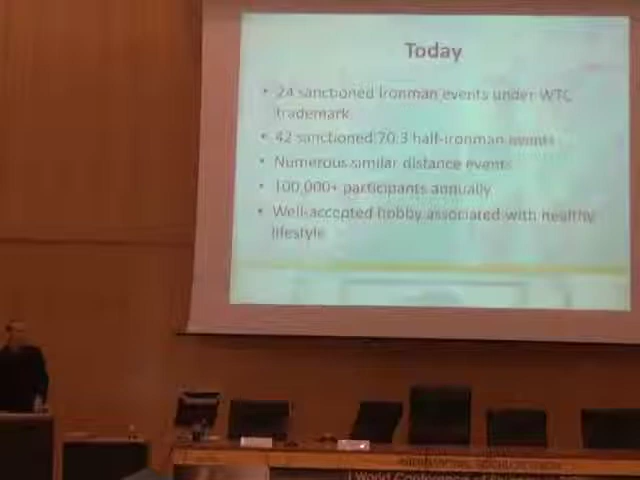 Today
• 24 sanctioned Ironman events under WTC
trademark
• 42 sanctioned 70.3 half-ironman events
• Numerous similar distance events
• 100,000+ participants annually
• Well-accepted hobby associated with healthy
lifestyle
World Conference of